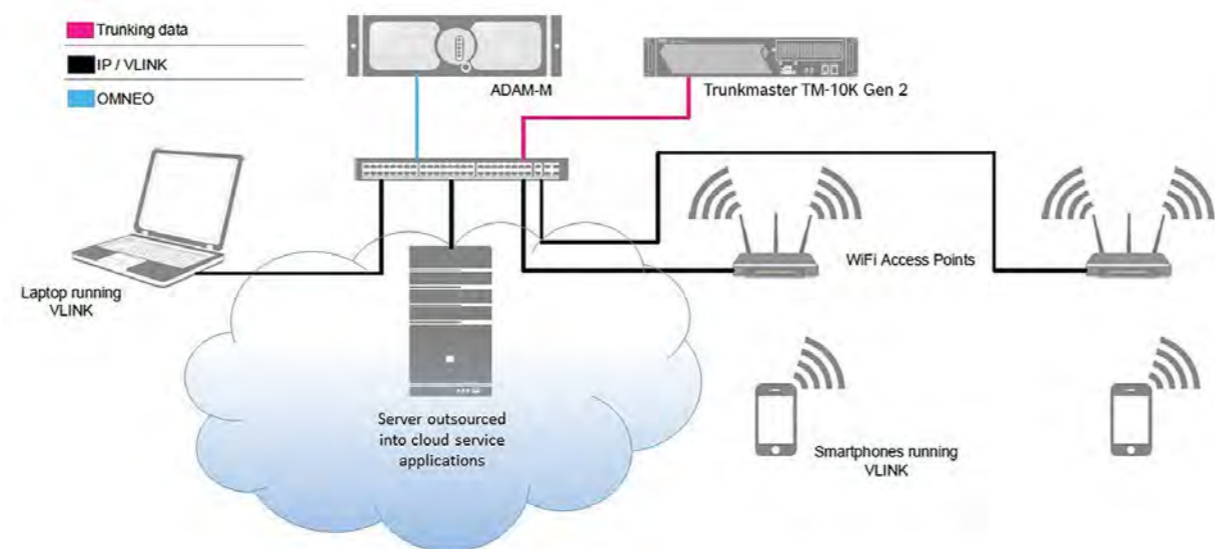 Trunking data
IP / VLINK
OMNEO
ADAM-M
Trunkmaster TM-10K Gen 2
Laptop running
VLINK
WiFi Access Points
Server outsourced
into cloud service
applications
Smartphones running
VLINK